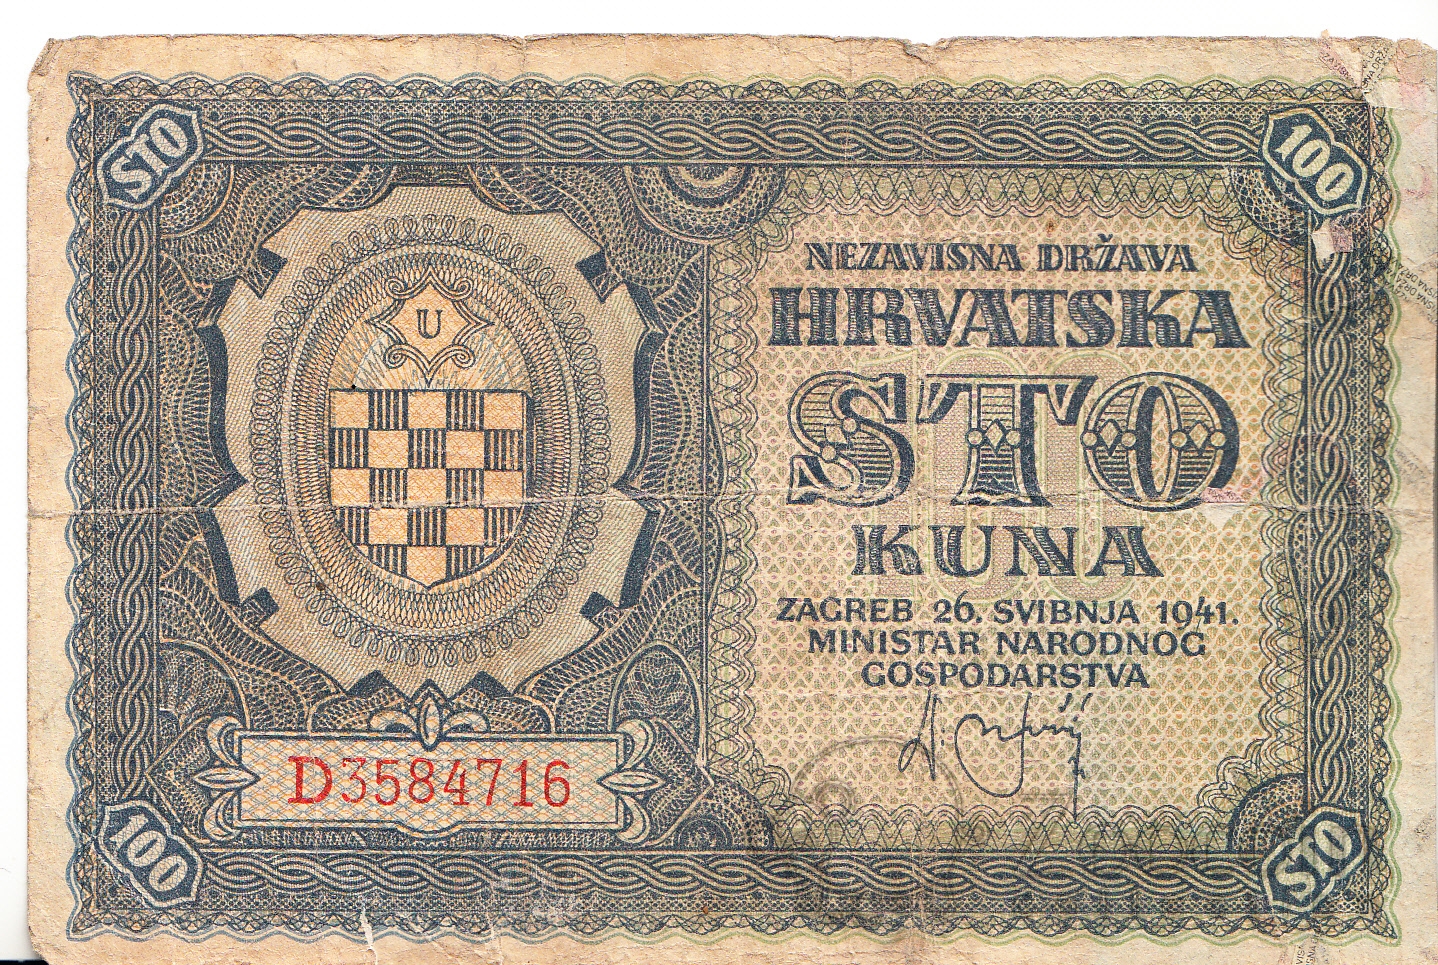 STO
100
NEZAVISNA DRŽAVA
HRVATSKA
U
STO
KUNA
ZAGREB 26. SVIBNJA 1941.
MINISTAR NARODNOG
GOSPODARSTVA
D3584716
100
STO